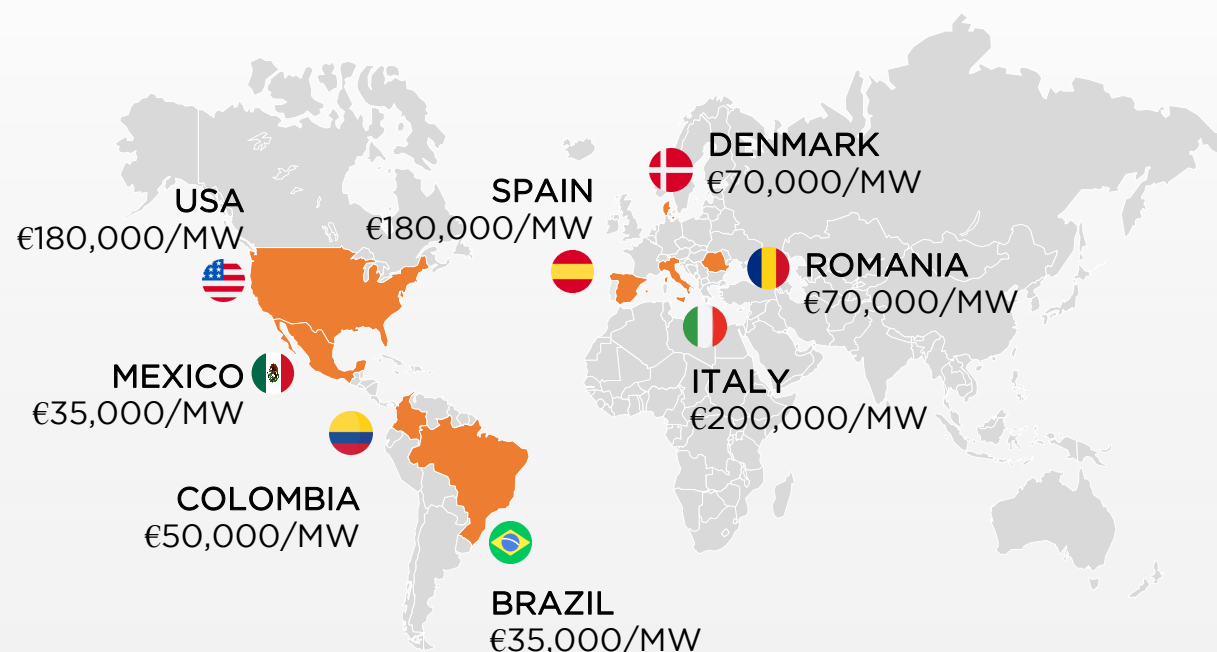 DENMARK
€70,000/MW
USA
€180,000/MW
SPAIN
€180,000/MW
ROMANIA
€70,000/MW
MEXICO
€35,000/MW
ITALY
€200,000/MW
COLOMBIA
€50,000/MW
BRAZIL
€35,000/MW